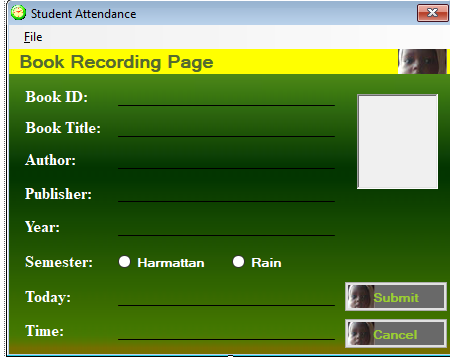 Student Attendance
File
Book Recording Page
Book ID:
Book Title:
Author:
Publisher:
Year:
Semester: Harmattan Rain
Today:
Submit
Time:
Cancel